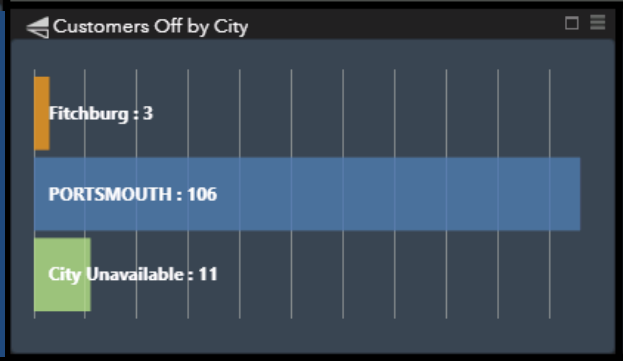 Customers Off by City
Fitchburg : 3
PORTSMOUTH : 106
City Unavailable : 11